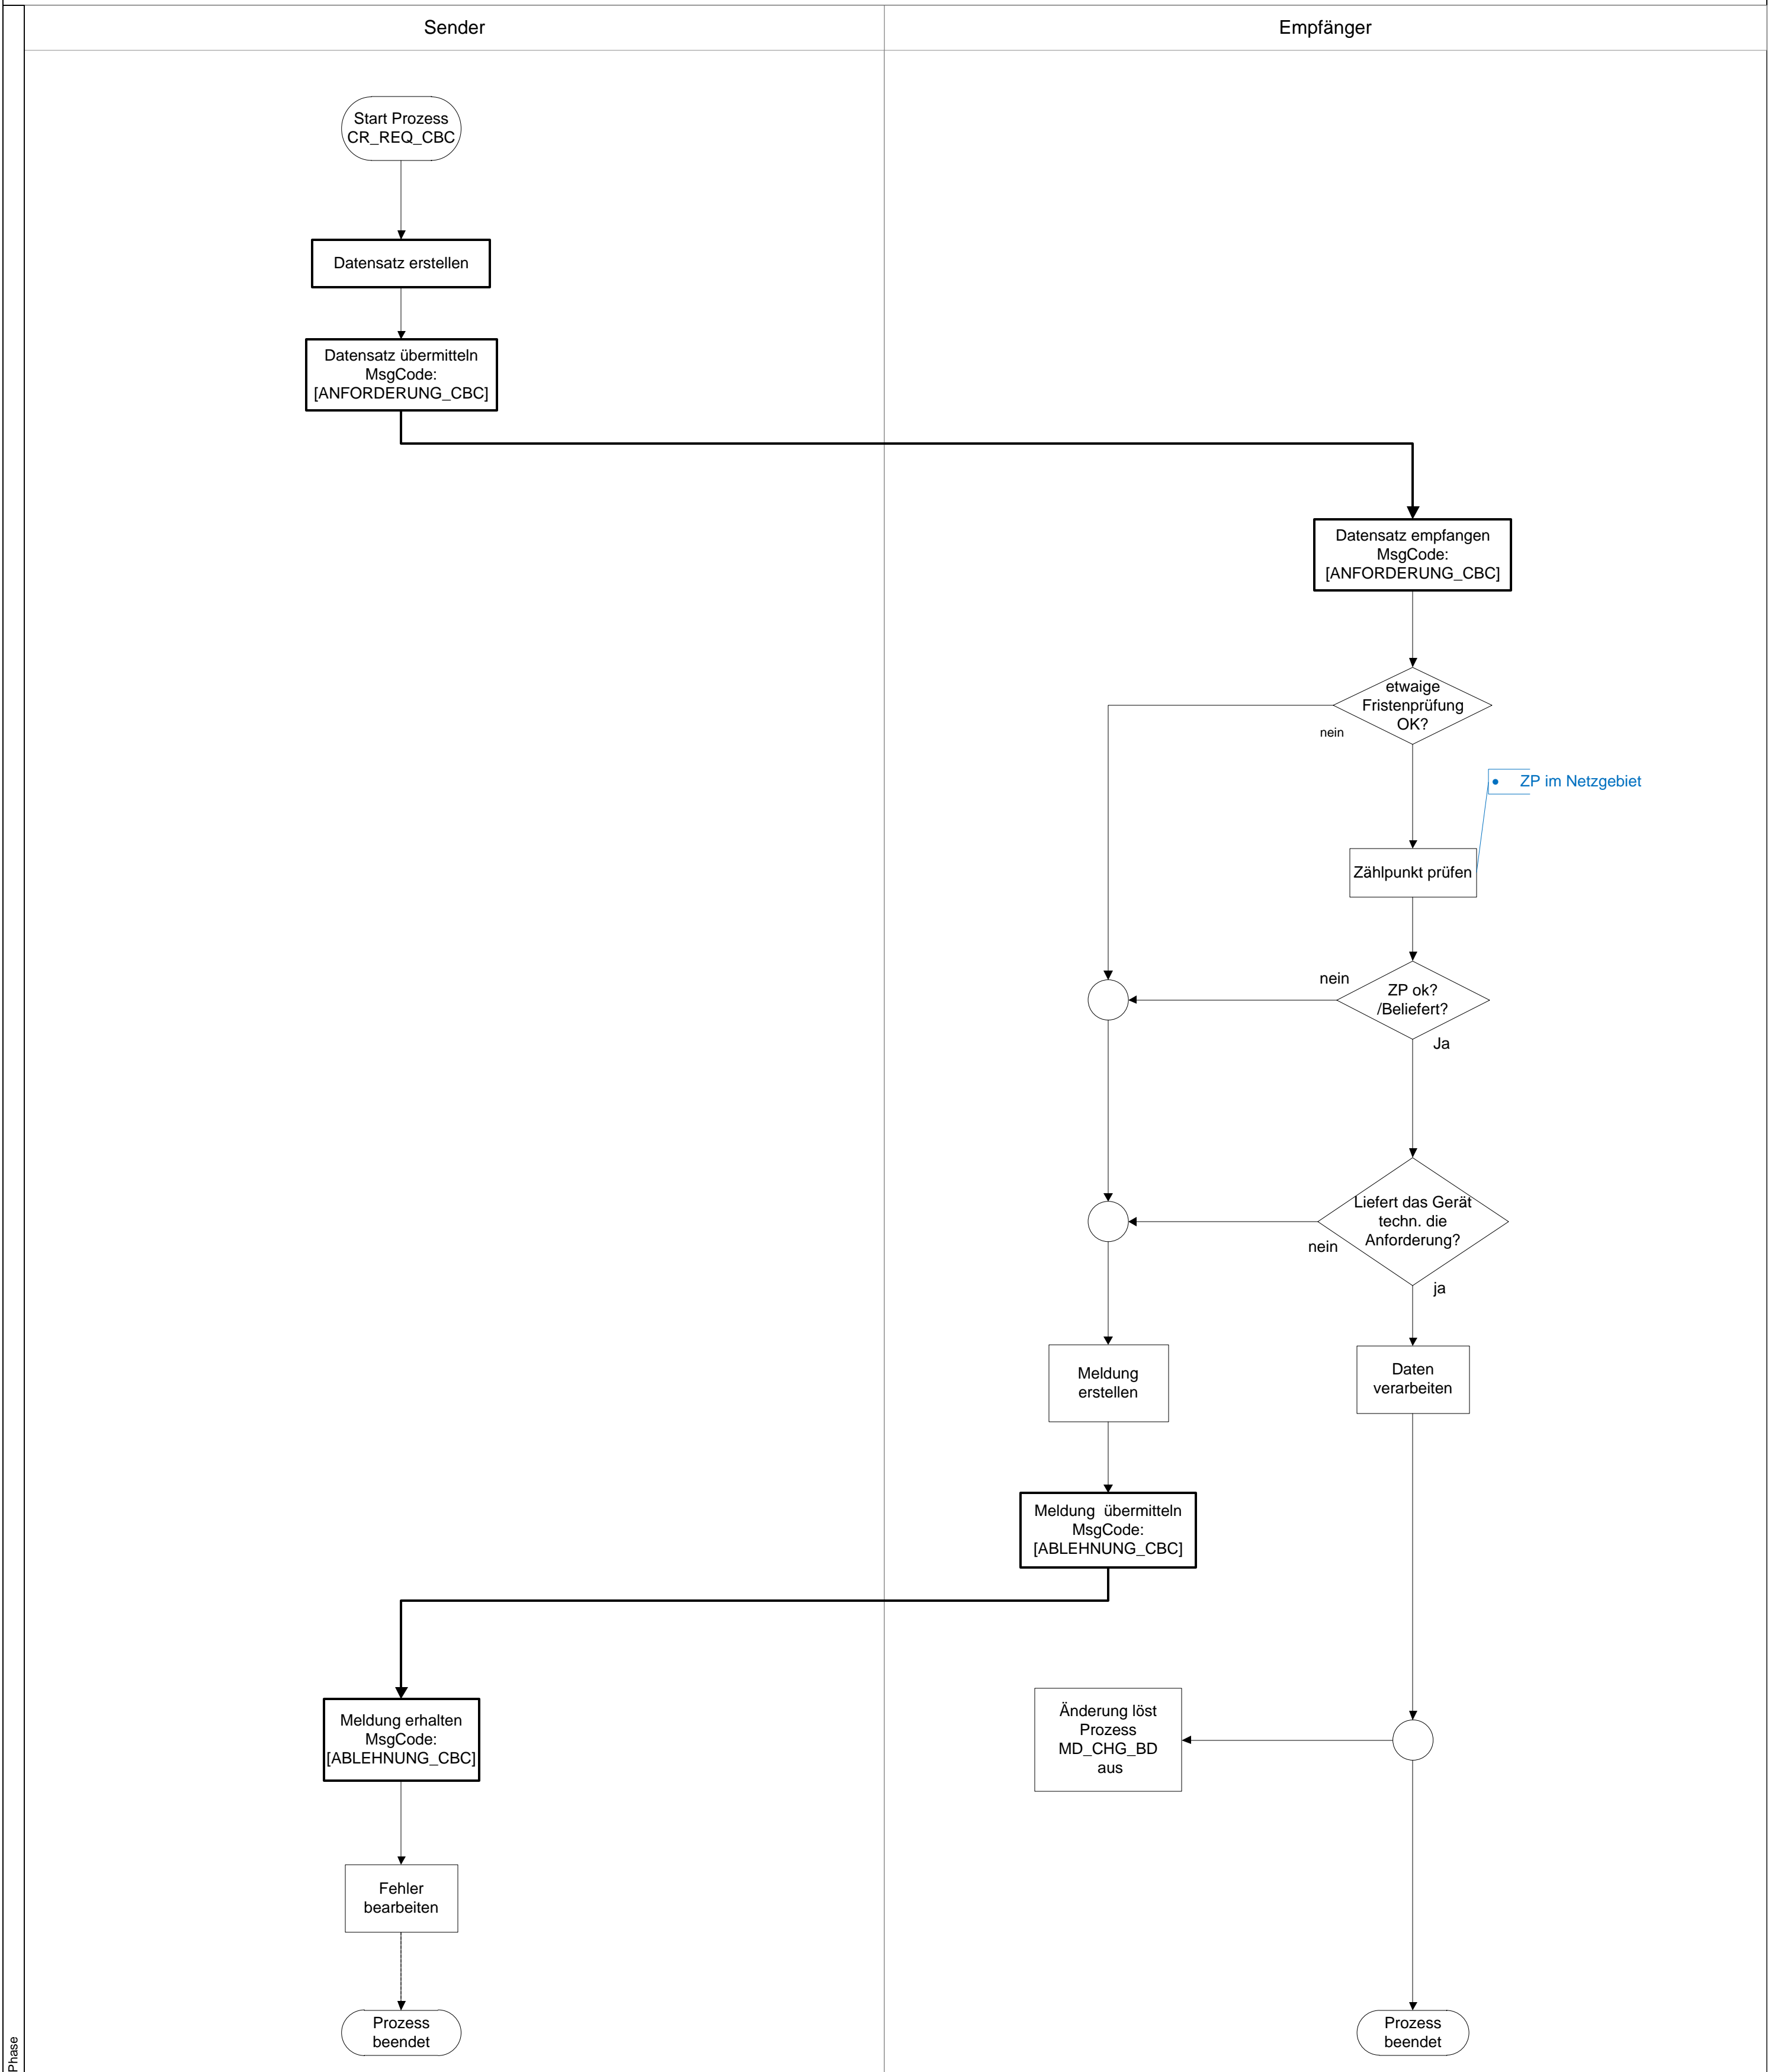 Sender
Empfänger
Start Prozess
CR_REQ_CBC
Datensatz erstellen
Datensatz übermitteln
MsgCode:
[ANFORDERUNG_CBC]
Datensatz empfangen
MsgCode:
[ANFORDERUNG_CBC]
etwaige
Fristenprüfung
OK?
nein
• ZP im Netzgebiet
Zählpunkt prüfen
nein
ZP ok?
/Beliefert?
Ja
Liefert das Gerät
techn. die
Anforderung?
nein
ja
Meldung
erstellen
Daten
verarbeiten
Meldung  übermitteln
MsgCode:
[ABLEHNUNG_CBC]
Meldung erhalten
MsgCode:
[ABLEHNUNG_CBC]
Änderung löst
Prozess
MD_CHG_BD
aus
Fehler
bearbeiten
Prozess
beendet
Prozess
beendet
Phase